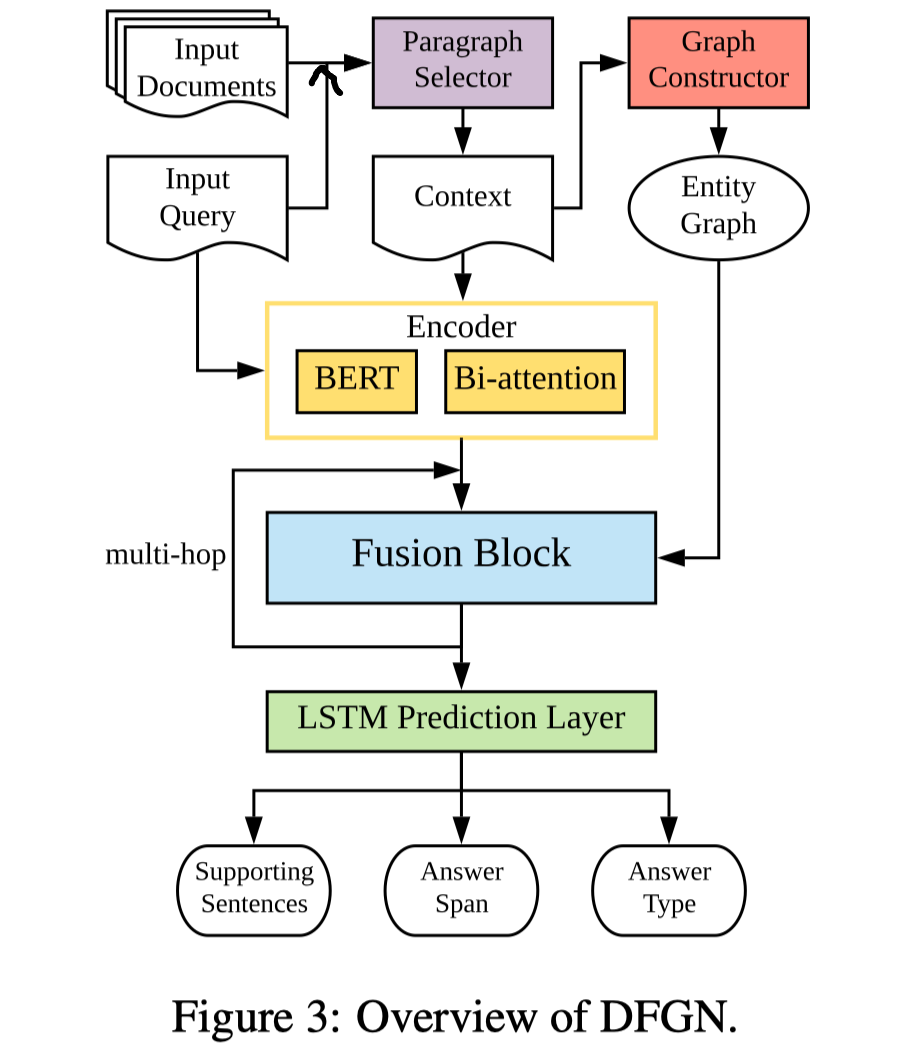 Input
Documents
Paragraph
Selector
Graph
Constructor
Input
Query
Context
Entity
Graph
Encoder
BERT
Bi-attention
multi-hop
Fusion Block
LSTM Prediction Layer
Supporting
Sentences
Answer
Span
Answer
Type
Figure 3: Overview of DFGN.